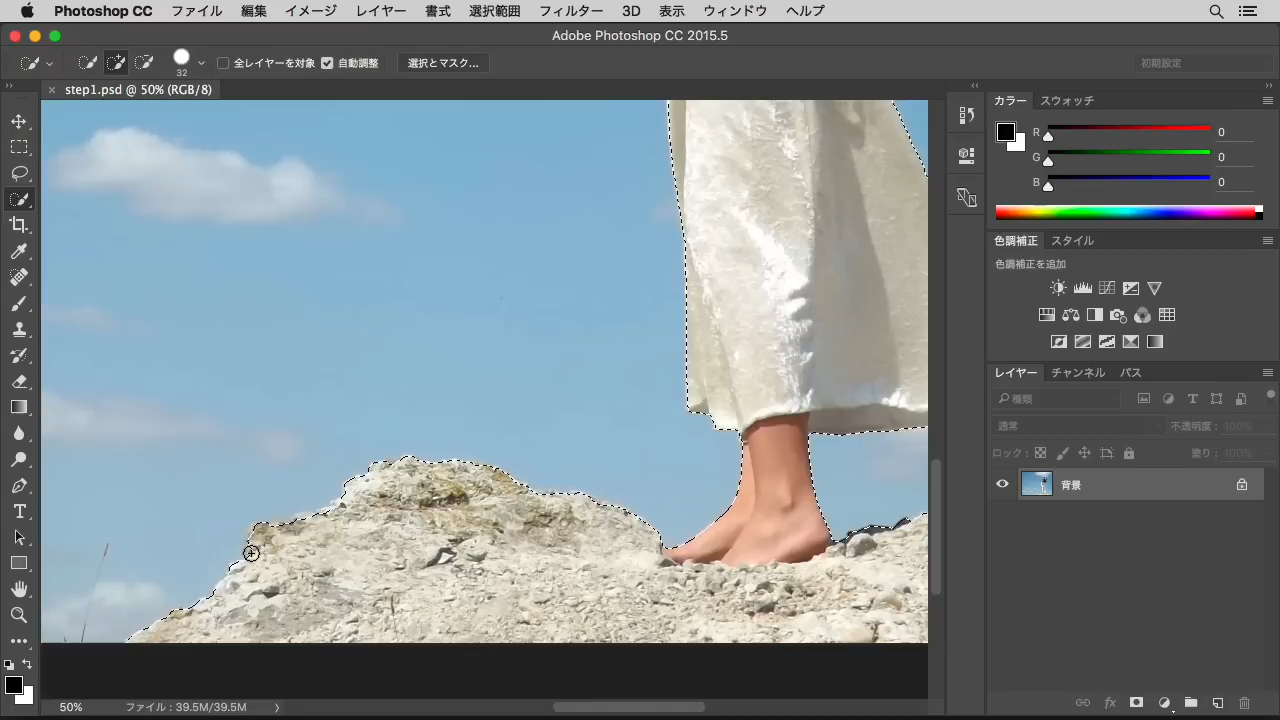 Photoshop CC ファイル 編集 イメージ レイヤー 書式 選択範囲 フィルター 3D 表示 ウィンドウ ヘルプ
Adobe Photoshop CC 2015.5
32 全レイヤーを対象 自動調整 選択とマスク... 初期設定
× step1.psd @ 50% (RGB/8)
カラー スウォッチ
R 0
G 0
B 0
色調補正 スタイル
色調補正を追加
レイヤー チャンネル パス
種類
通常 不透明度: 100%
ロック: 塗り: 100%
背景
fx
50% ファイル : 39.5M/39.5M